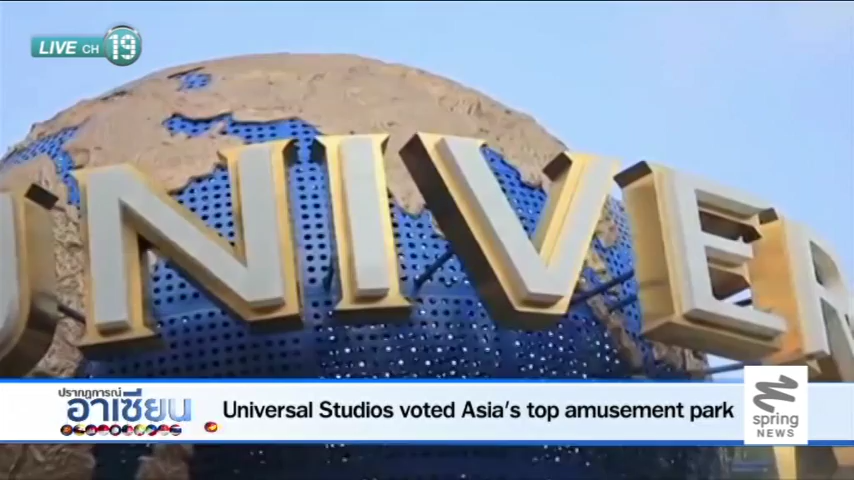 LIVE CH 19
UNIVER
ปรากฏการณ์
อาเซียน
Universal Studios voted Asia's top amusement park
spring
NEWS